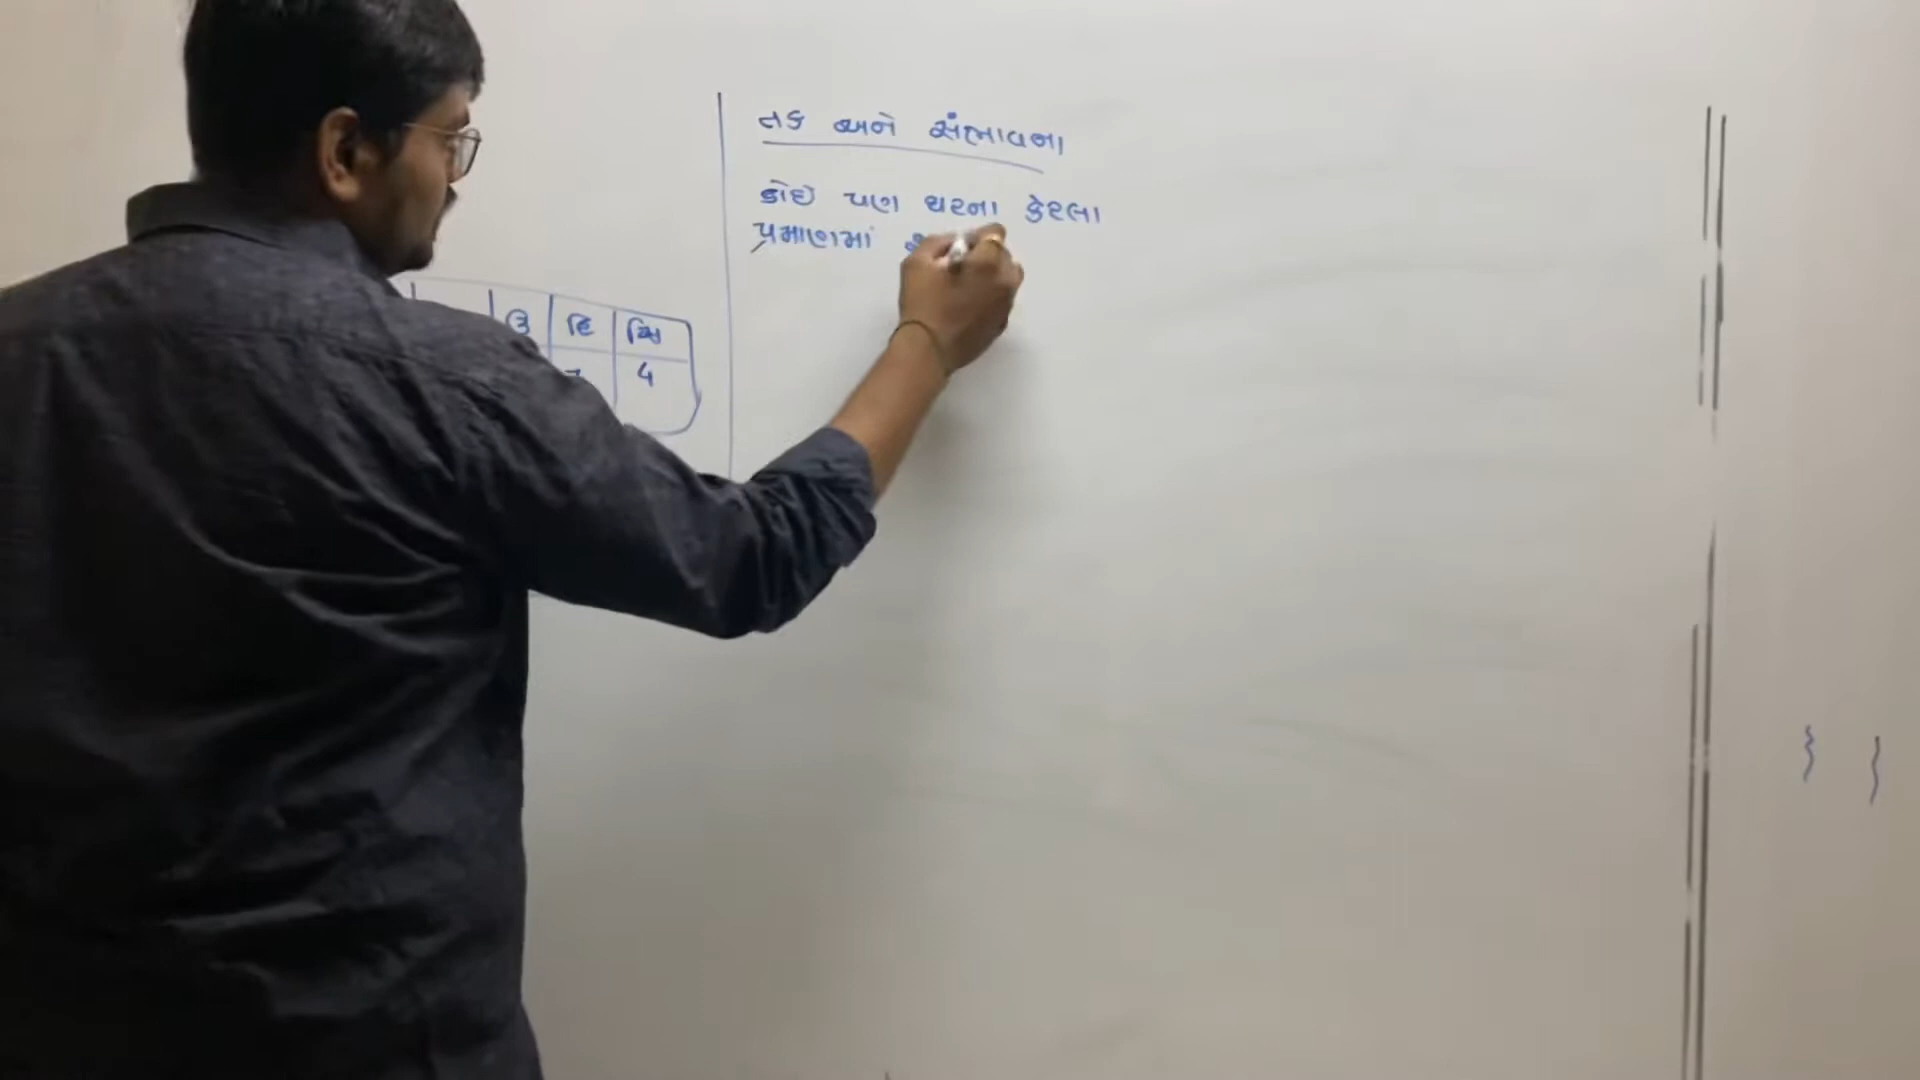 તક અને સંભાવના
કોઈ પણ ઘટના કેટલા
પ્રમાણમાં
ઉ હિ વિ
4